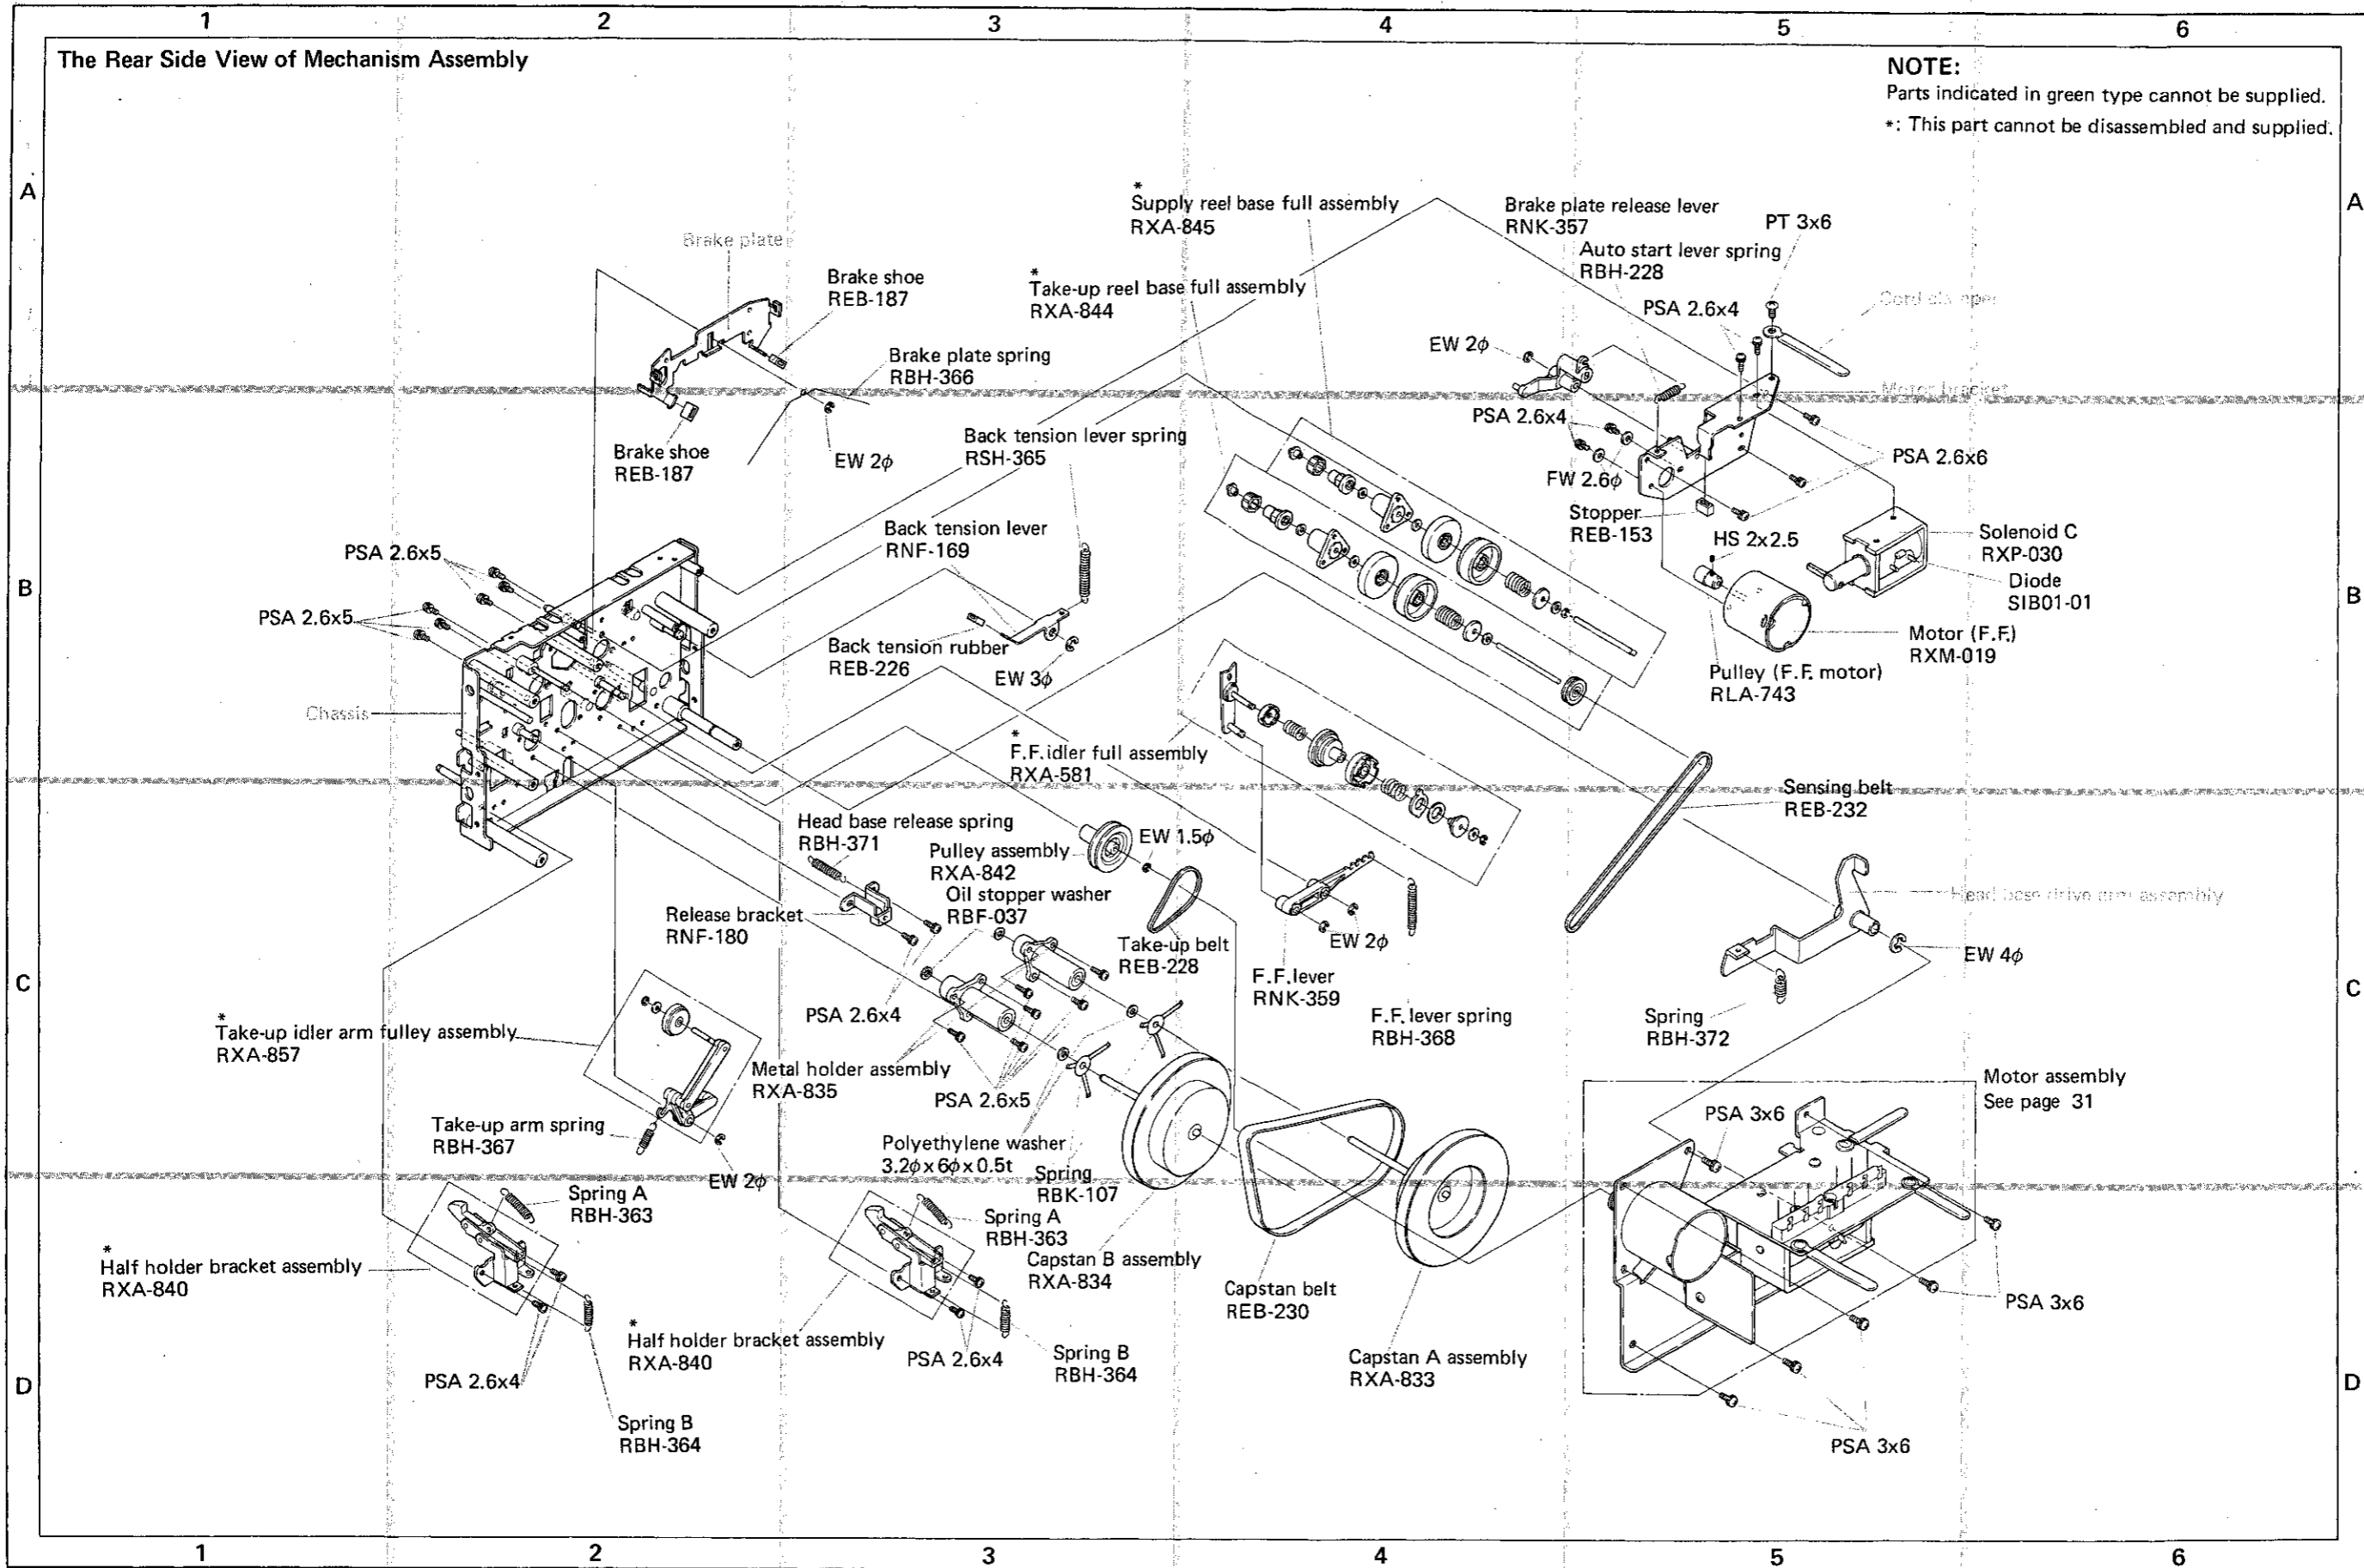 1 2 3 4 5 6
The Rear Side View of Mechanism Assembly
NOTE:
Parts indicated in green type cannot be supplied.
*: This part cannot be disassembled and supplied.
A
A
*
Supply reel base full assembly
RXA-845
Brake plate release lever
RNK-357
PT 3x6
Brake plate
Auto start lever spring
RBH-228
Brake shoe
REB-187
*
Take-up reel base full assembly
RXA-844
PSA 2.6x4
EW 2φ
Brake plate spring
RBH-366
Motor bracket
PSA 2.6x4
Back tension lever spring
RSH-365
Brake shoe
REB-187
EW 2φ
PSA 2.6x6
FW 2.6φ
Stopper
REB-153
HS 2x2.5
Back tension lever
RNF-169
Solenoid C
RXP-030
PSA 2.6x5
Diode
SIB01-01
B
B
PSA 2.6x5
Motor (F.F.)
RXM-019
Back tension rubber
REB-226
EW 3φ
Pulley (F.F. motor)
RLA-743
Chassis
*
F.F. idler full assembly
RXA-581
Sensing belt
REB-232
Head base release spring
RBH-371
Pulley assembly
RXA-842
EW 1.5φ
Oil stopper washer
RBF-037
Head base drive arm assembly
Release bracket
RNF-180
Take-up belt
REB-228
EW 2φ
EW 4φ
F.F. lever
RNK-359
C
C
PSA 2.6x4
F.F. lever spring
RBH-368
Spring
RBH-372
*
Take-up idler arm fulley assembly
RXA-857
Metal holder assembly
RXA-835
PSA 2.6x5
Motor assembly
See page 31
PSA 3x6
Take-up arm spring
RBH-367
Polyethylene washer
3.2φx6φx0.5t
EW 2φ
Spring
RBK-107
Spring A
RBH-363
Spring A
RBH-363
*
Half holder bracket assembly
RXA-840
Capstan B assembly
RXA-834
Capstan belt
REB-230
PSA 3x6
*
Half holder bracket assembly
RXA-840
PSA 2.6x4
Spring B
RBH-364
Capstan A assembly
RXA-833
PSA 2.6x4
D
D
Spring B
RBH-364
PSA 3x6
1 2 3 4 5 6